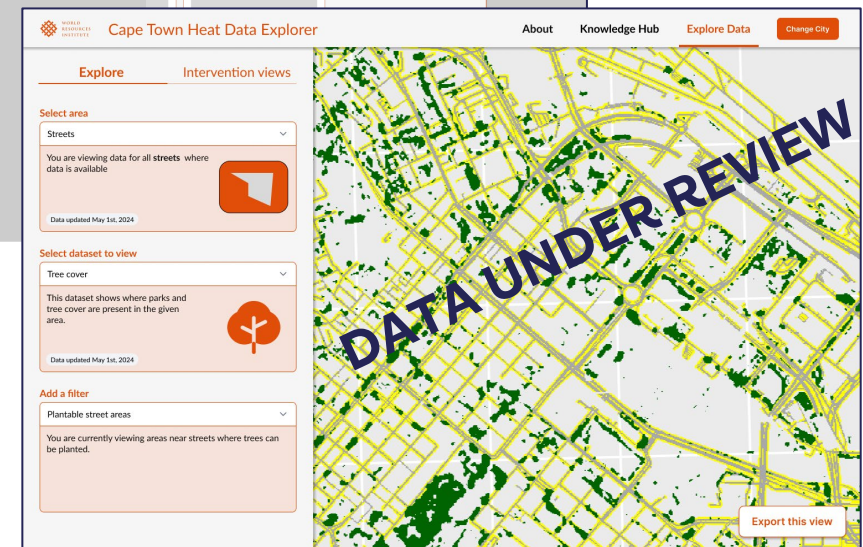 WORLD
RESOURCES
INSTITUTE
Cape Town Heat Data Explorer
About
Knowledge Hub
Explore Data
Change City
Explore
Intervention views
Select area
Streets
You are viewing data for all streets where
data is available
Data updated May 1st, 2024
Select dataset to view
Tree cover
This dataset shows where parks and
tree cover are present in the given
area.
Data updated May 1st, 2024
Add a filter
Plantable street areas
You are currently viewing areas near streets where trees can
be planted.
DATA UNDER REVIEW
Export this view